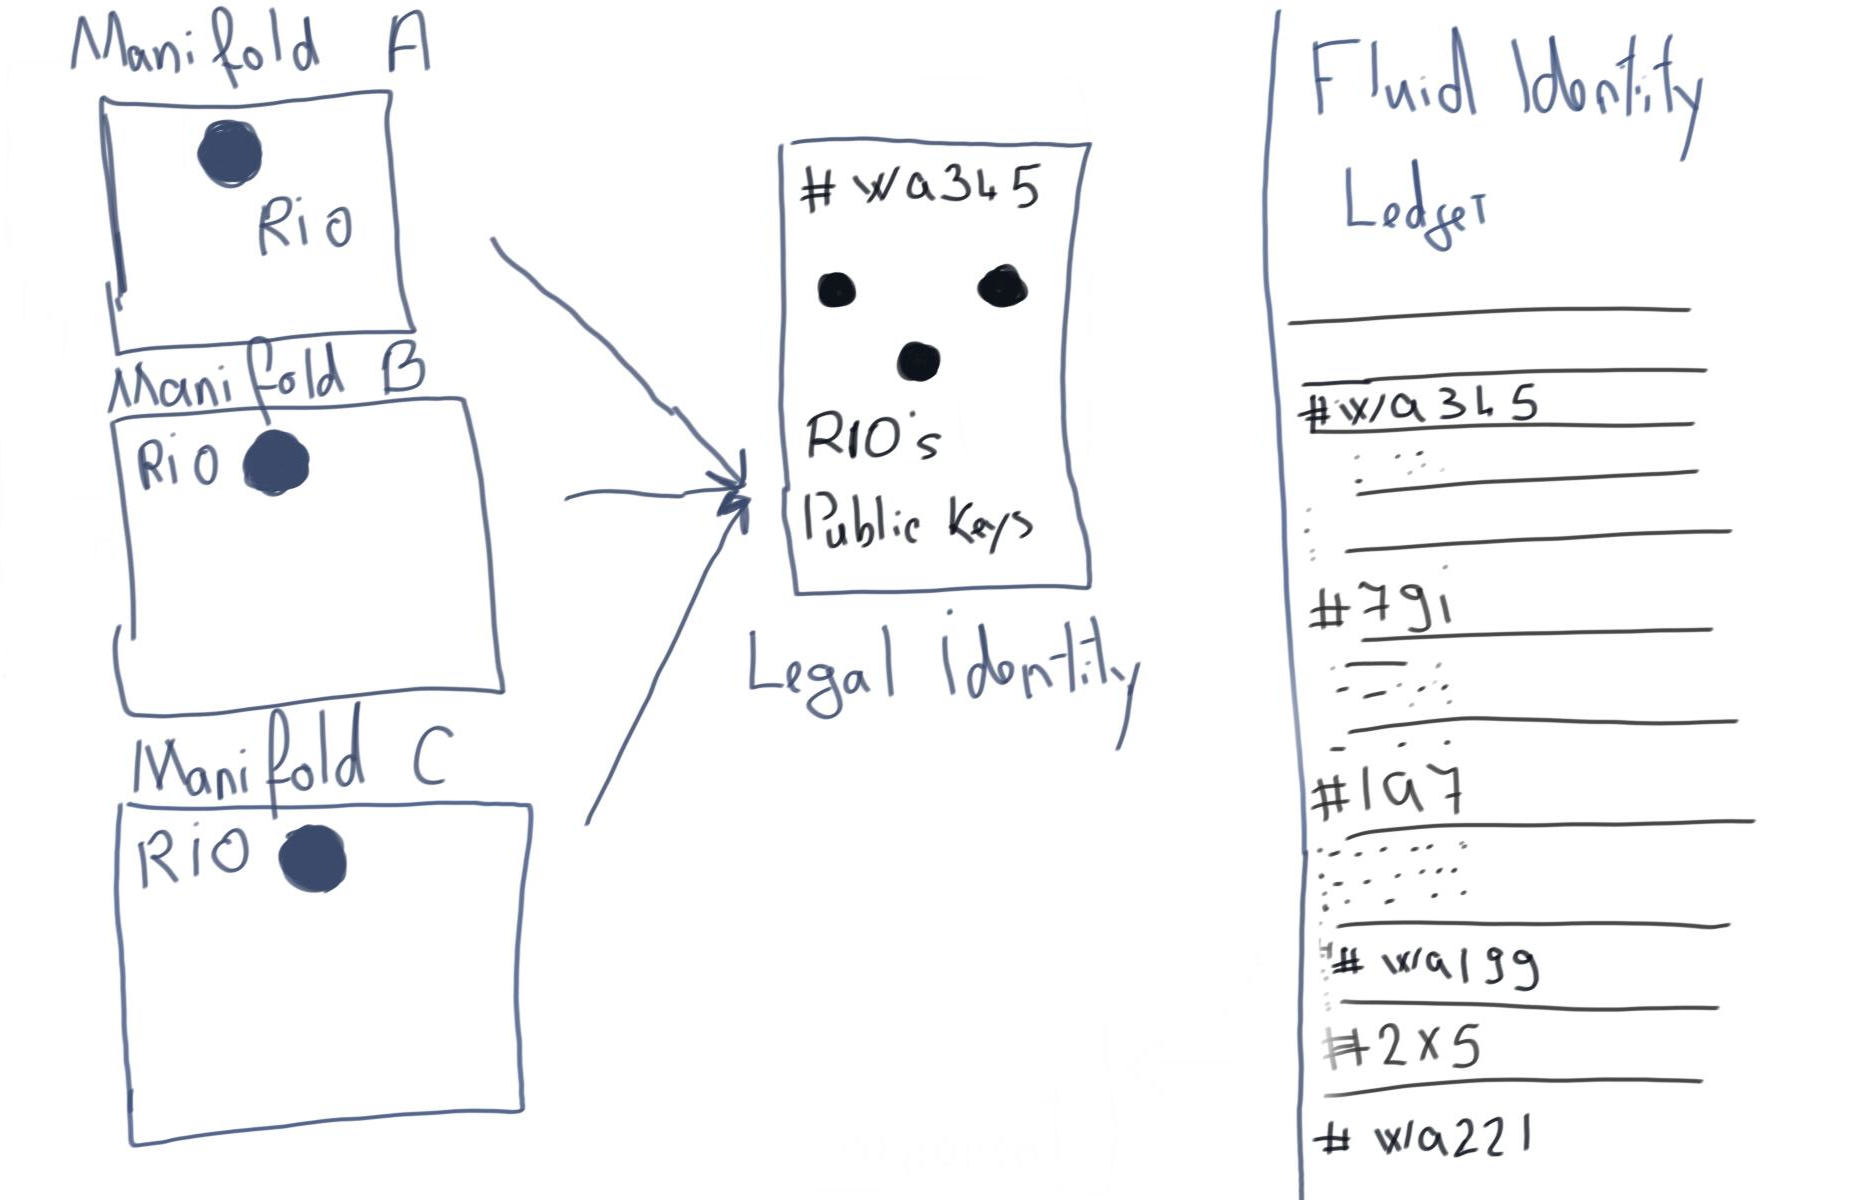 Manifold A
Rio
Manifold B
Rio
Manifold C
Rio
#wa345
RIO's
Public Keys
Legal identity
Fluid Identity
Ledger
#wa345
#791
#1a7
#wa199
#2x5
#wa221